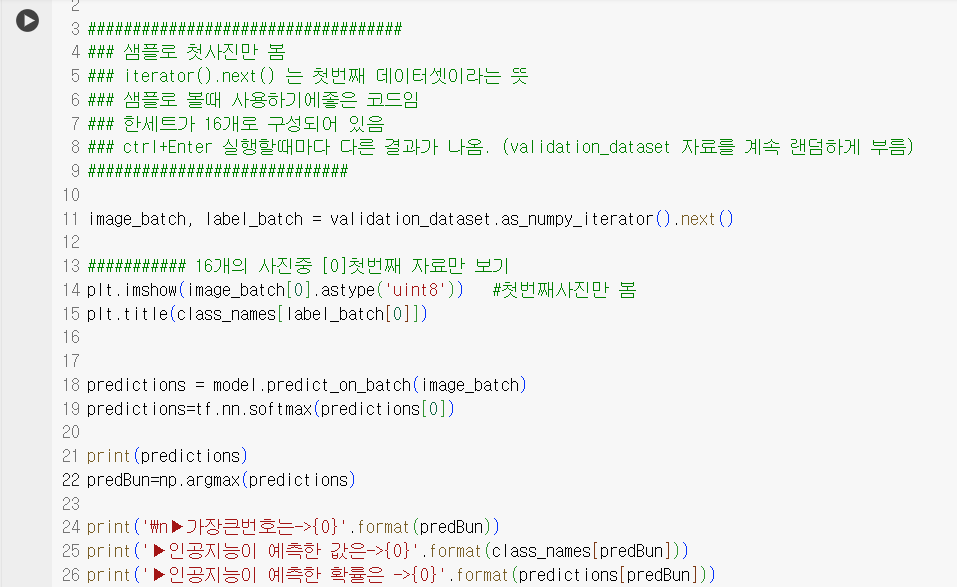 2
3 ###################################
4 ### 샘플로 첫사진만 봄
5 ### iterator().next() 는 첫번째 데이터셋이라는 뜻
6 ### 샘플로 볼때 사용하기에좋은 코드임
7 ### 한세트가 16개로 구성되어 있음
8 ### ctrl+Enter 실행할때마다 다른 결과가 나옴. (validation_dataset 자료를 계속 랜덤하게 부름)
9 #############################
10
11 image_batch, label_batch = validation_dataset.as_numpy_iterator().next()
12
13 ########### 16개의 사진중 [0]첫번째 자료만 보기
14 plt.imshow(image_batch[0].astype('uint8')) #첫번째사진만 봄
15 plt.title(class_names[label_batch[0]])
16
17
18 predictions = model.predict_on_batch(image_batch)
19 predictions=tf.nn.softmax(predictions[0])
20
21 print(predictions)
22 predBun=np.argmax(predictions)
23
24 print('₩n▶가장큰번호는->{0}'.format(predBun))
25 print('▶인공지능이 예측한 값은->{0}'.format(class_names[predBun]))
26 print('▶인공지능이 예측한 확률은 ->{0}'.format(predictions[predBun]))